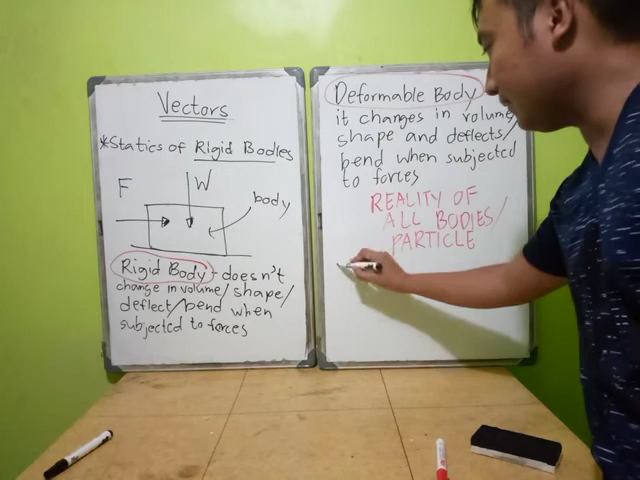 Vectors
*Statics of Rigid Bodies
F
W
body
Rigid Body - doesn't
change in volume/shape/
deflect/bend when
subjected to forces
Deformable Body
it changes in volume
shape and deflects/
bend when subjected
to forces
REALITY OF
ALL BODIES/
PARTICLE